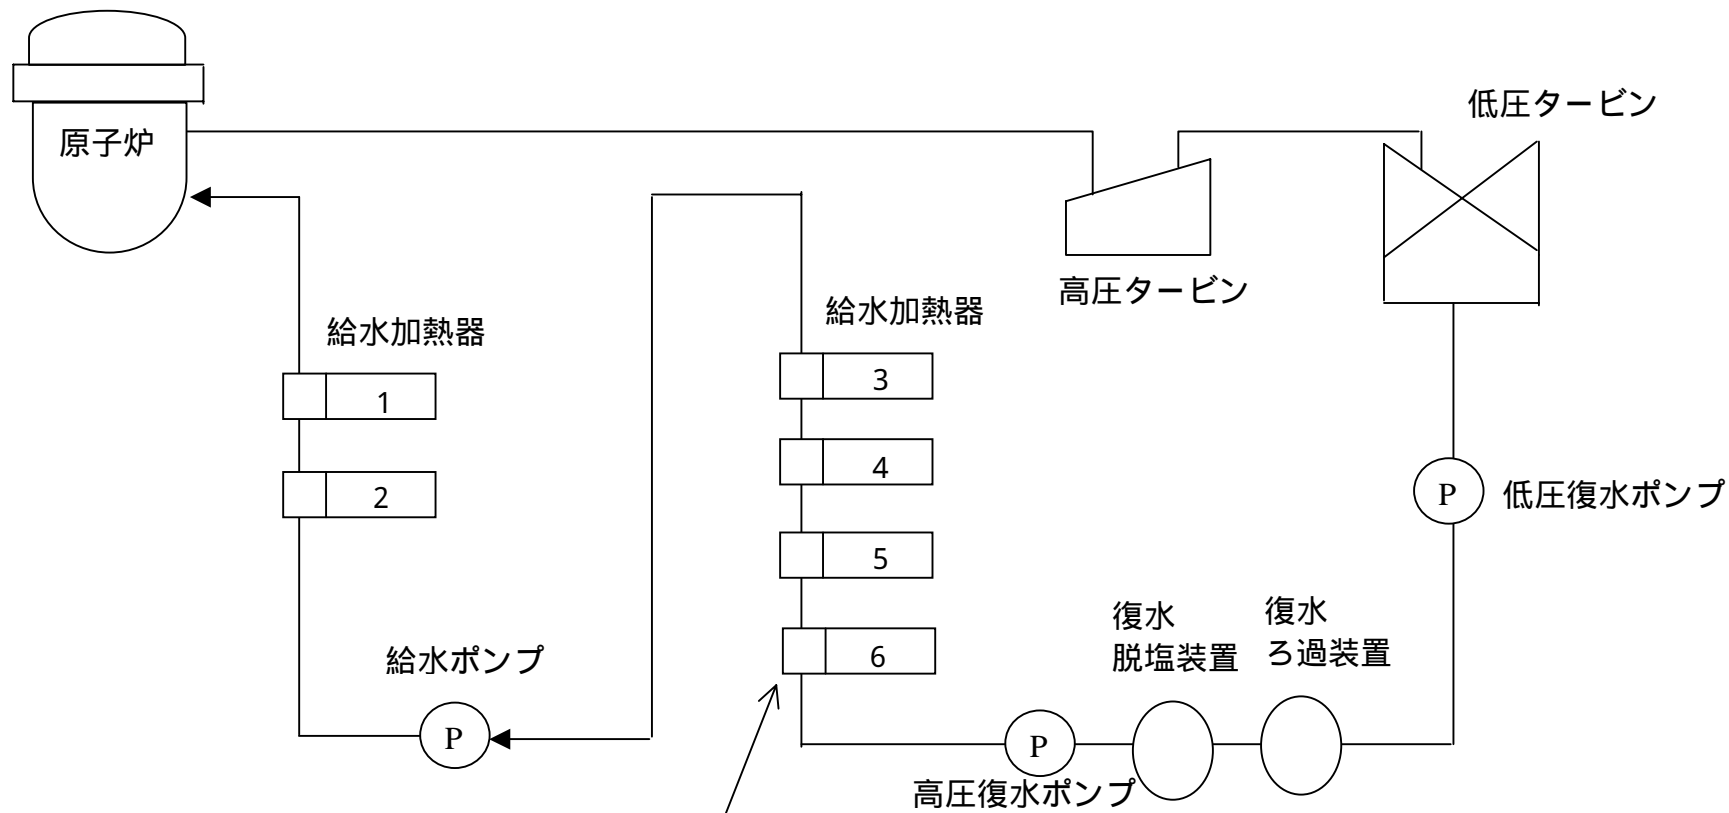 低圧タービン
原子炉
高圧タービン
給水加熱器
給水加熱器
1
2
3
4
5
6
P
低圧復水ポンプ
復水
脱塩装置
復水
ろ過装置
給水ポンプ
P
P
高圧復水ポンプ